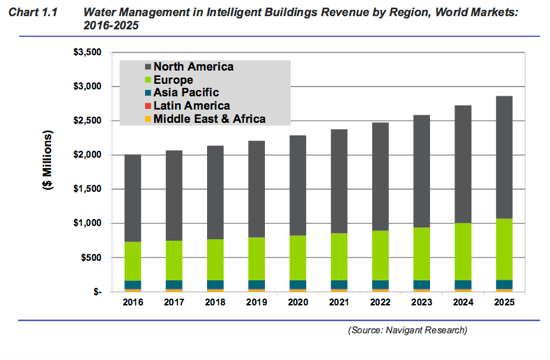 Chart 1.1 Water Management in Intelligent Buildings Revenue by Region, World Markets:
2016-2025
$3,500
$3,000
$2,500
$2,000
$1,500
$1,000
$500
$-
($ Millions)
North America
Europe
Asia Pacific
Latin America
Middle East & Africa
2016 2017 2018 2019 2020 2021 2022 2023 2024 2025
(Source: Navigant Research)